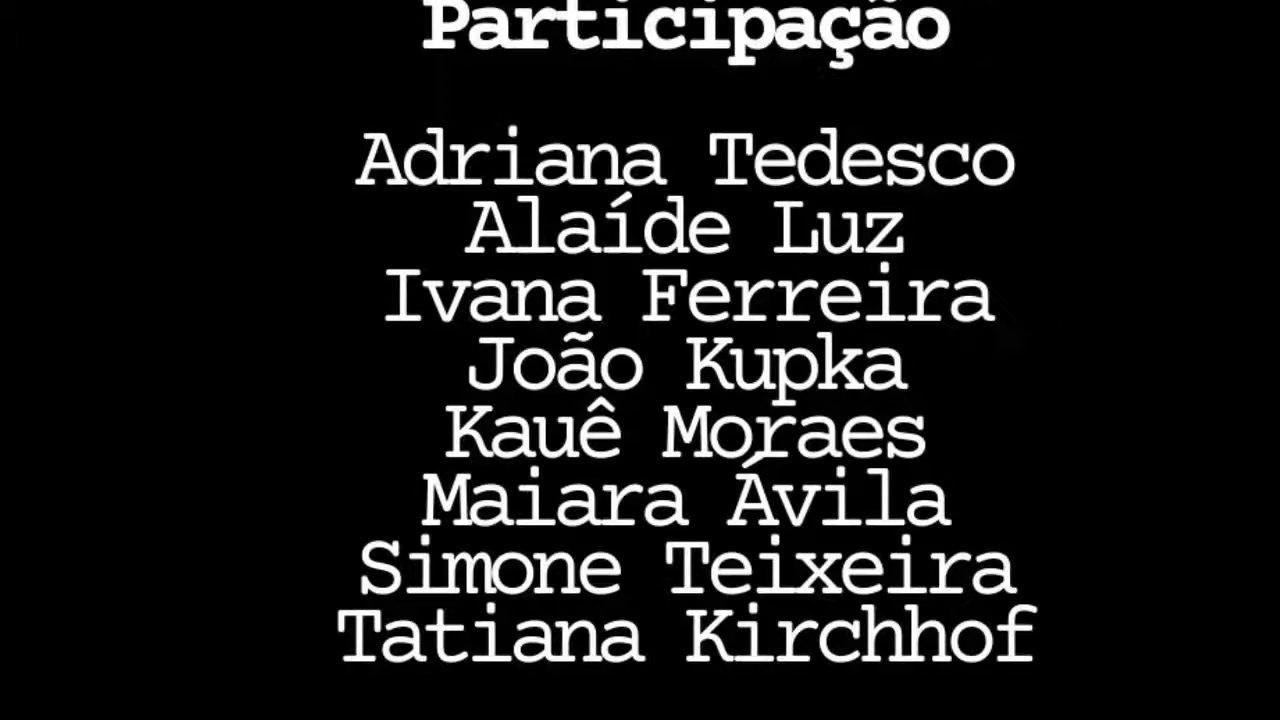 Participação
Adriana Tedesco
Alaíde Luz
Ivana Ferreira
João Kupka
Kauê Moraes
Maiara Ávila
Simone Teixeira
Tatiana Kirchhof